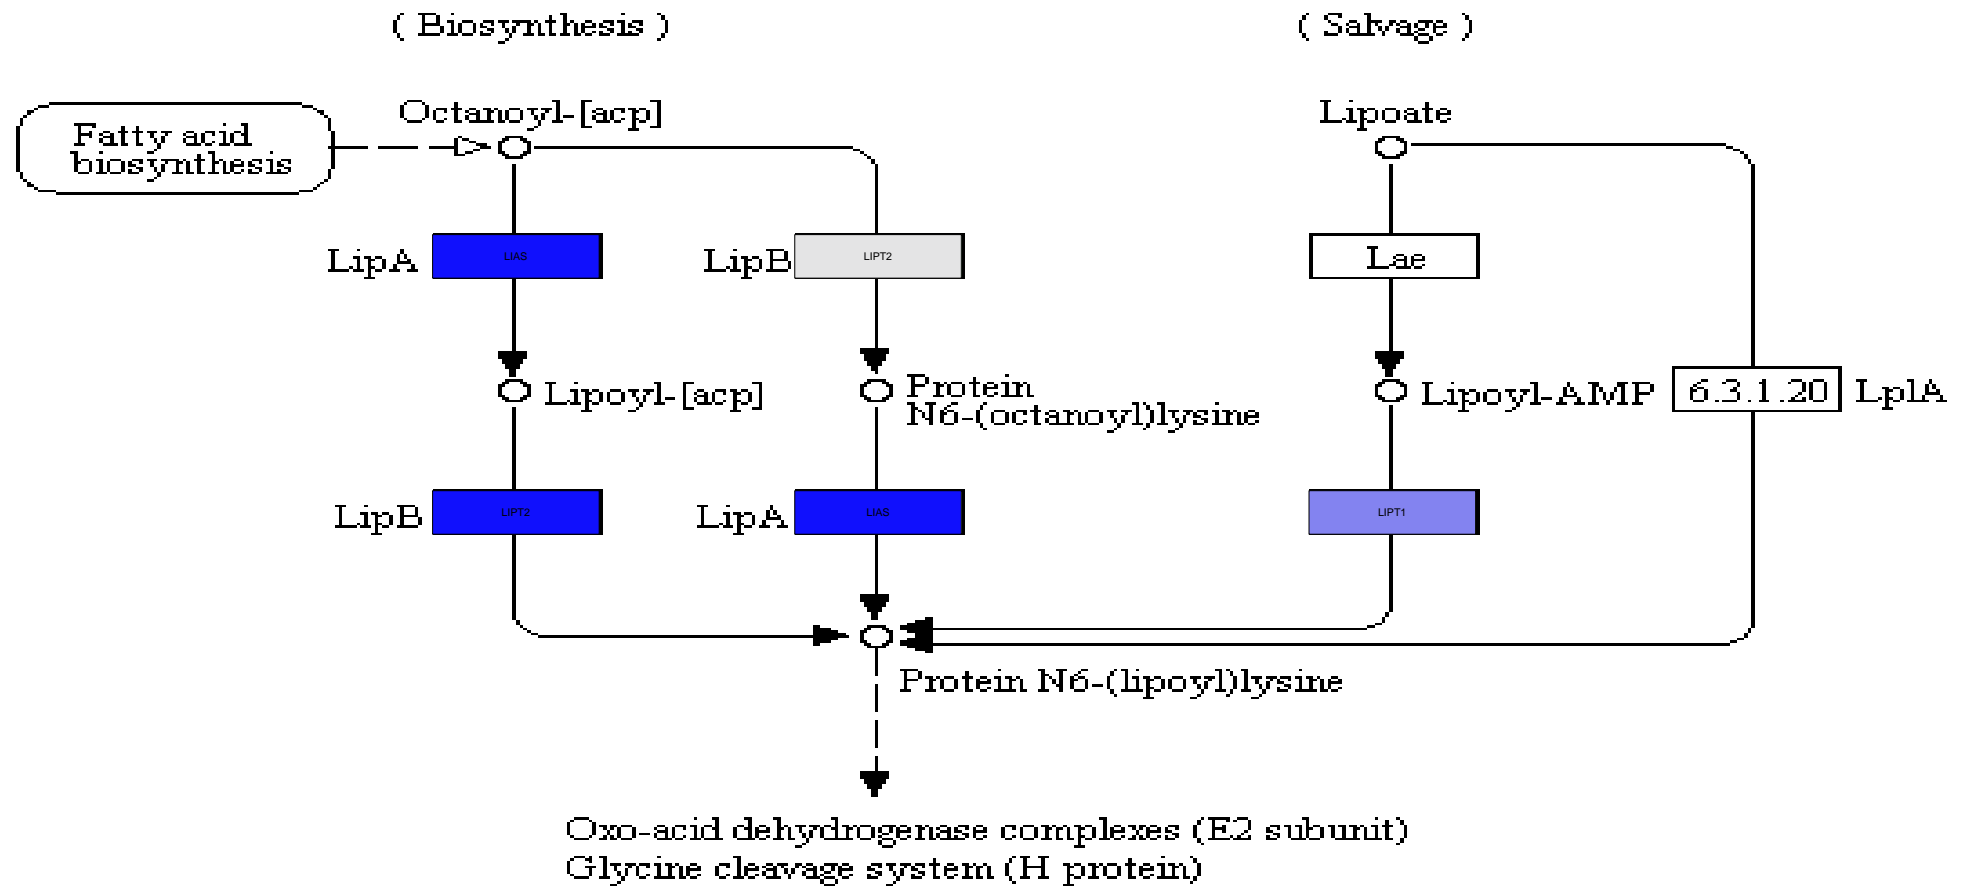 ( Biosynthesis )
( Salvage )
Octanoyl-[acp]
Lipoate
Fatty acid
biosynthesis
LipA
LIAS
LipB
LIPT2
Lae
Lipoyl-[acp]
Protein
N6-(octanoyl)lysine
Lipoyl-AMP
6.3.1.20
LplA
LipB
LIPT2
LipA
LIAS
LIPT1
Protein N6-(lipoyl)lysine
Oxo-acid dehydrogenase complexes (E2 subunit)
Glycine cleavage system (H protein)